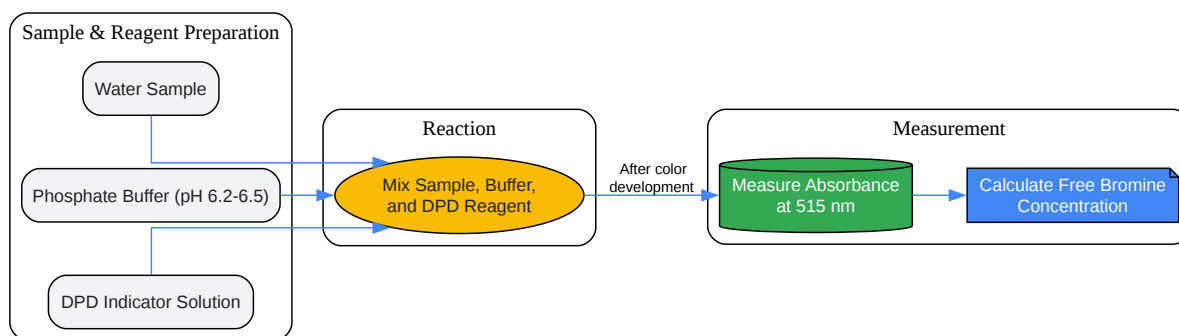 Sample & Reagent Preparation
Water Sample
Phosphate Buffer (pH 6.2-6.5)
DPD Indicator Solution
Reaction
Mix Sample, Buffer,
and DPD Reagent
After color
development
Measurement
Measure Absorbance
at 515 nm
Calculate Free Bromine
Concentration